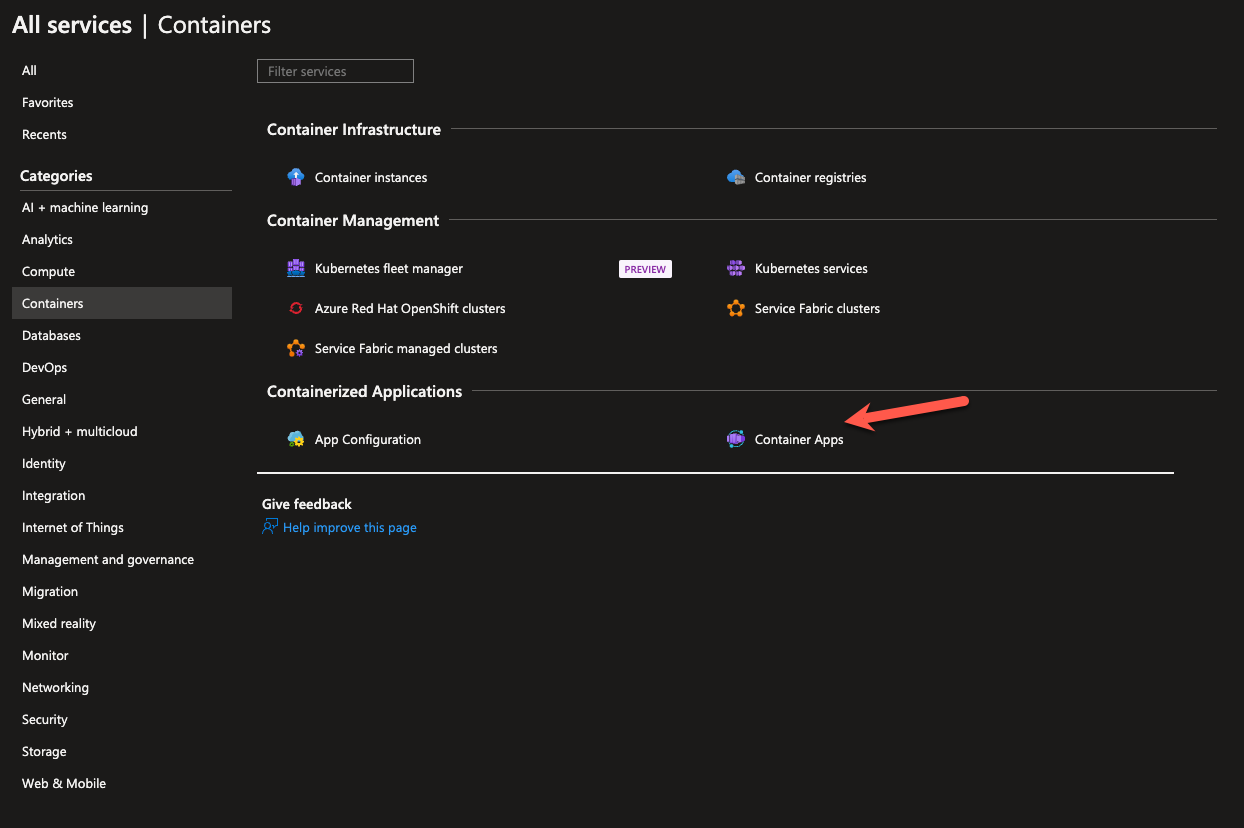 All services | Containers
All
Favorites
Recents
Categories
AI + machine learning
Analytics
Compute
Containers
Databases
DevOps
General
Hybrid + multicloud
Identity
Integration
Internet of Things
Management and governance
Migration
Mixed reality
Monitor
Networking
Security
Storage
Web & Mobile
Filter services
Container Infrastructure
Container instances
Container registries
Container Management
Kubernetes fleet manager PREVIEW
Kubernetes services
Azure Red Hat OpenShift clusters
Service Fabric clusters
Service Fabric managed clusters
Containerized Applications
App Configuration
Container Apps
Give feedback
Help improve this page